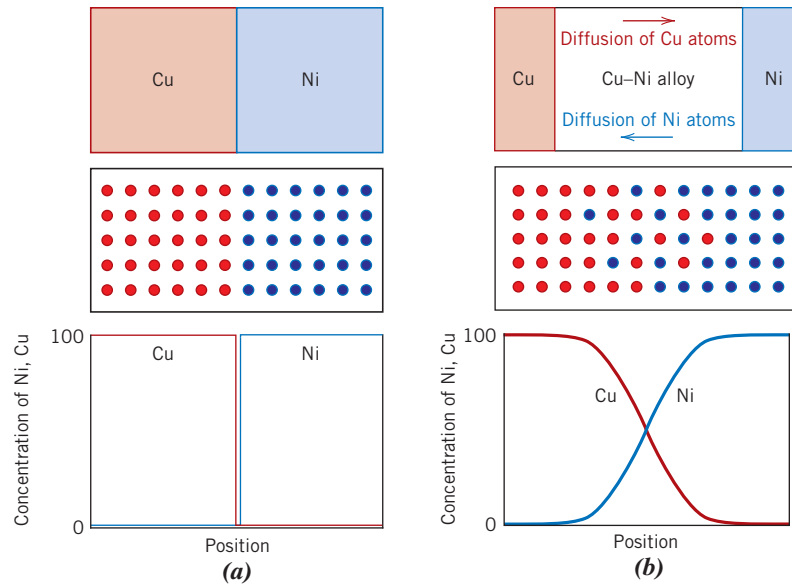 Cu
Ni
100
Cu
Ni
0
Concentration of Ni, Cu
Position
(a)
Diffusion of Cu atoms
Cu
Cu–Ni alloy
Ni
Diffusion of Ni atoms
100
Cu
Ni
0
Concentration of Ni, Cu
Position
(b)